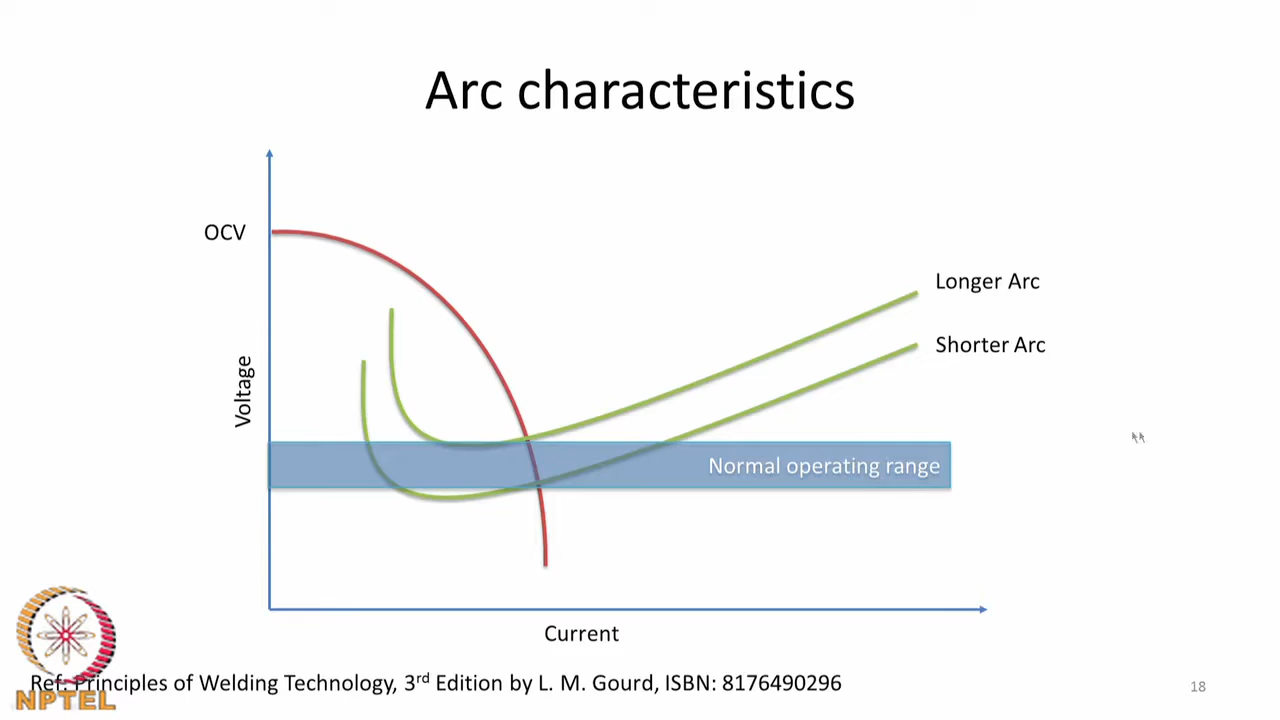 Arc characteristics
OCV
Longer Arc
Shorter Arc
Voltage
Normal operating range
Current
Ref: Principles of Welding Technology, 3rd Edition by L. M. Gourd, ISBN: 8176490296
18
NPTEL